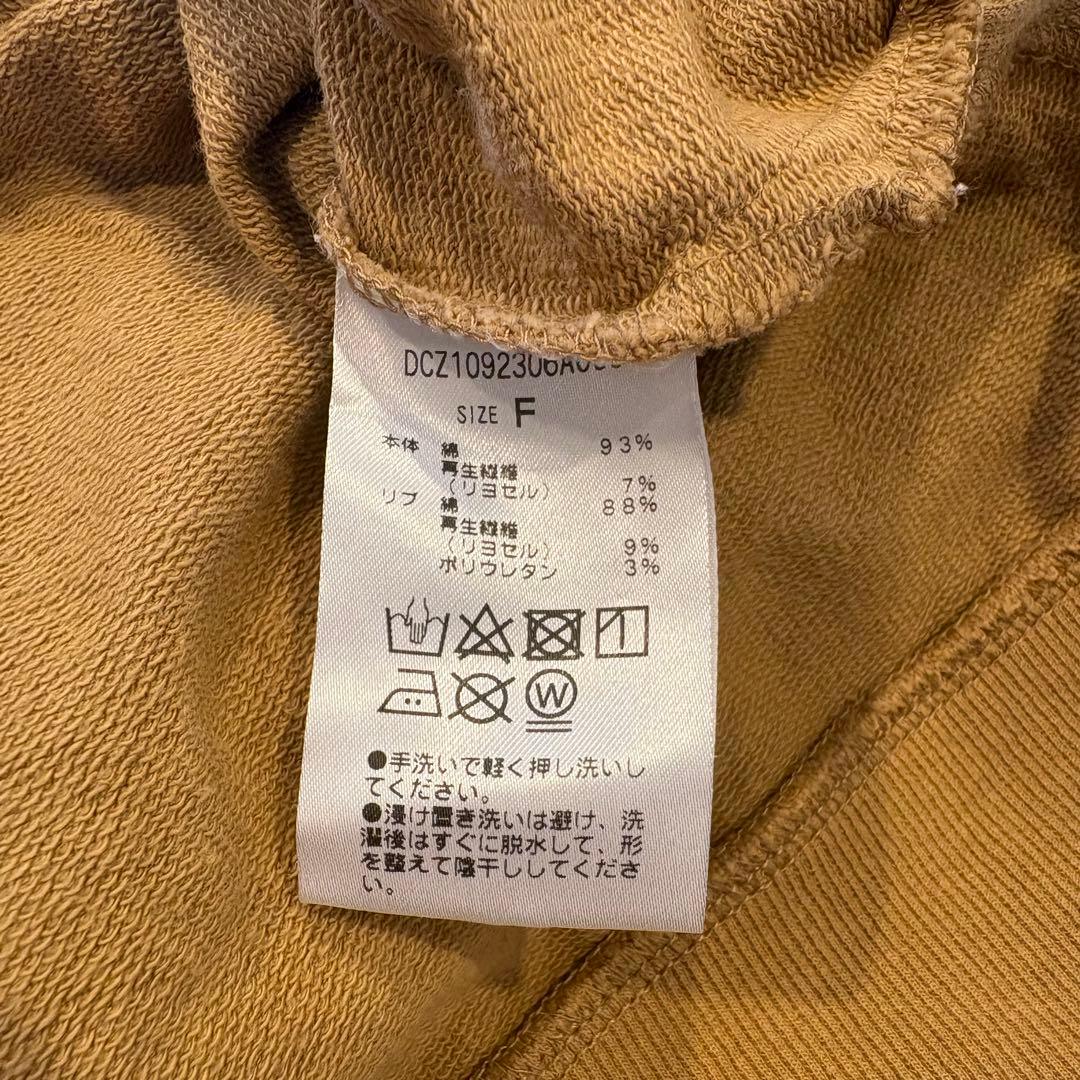 SIZE F
本体 綿 93%
再生繊維
(リヨセル) 7%
リブ 綿 88%
再生繊維
(リヨセル) 9%
ポリウレタン 3%
W
●手洗いで軽く押し洗いし
てください。
●浸け置き洗いは避け、洗
濯後はすぐに脱水して、形
を整えて陰干ししてくださ
い。